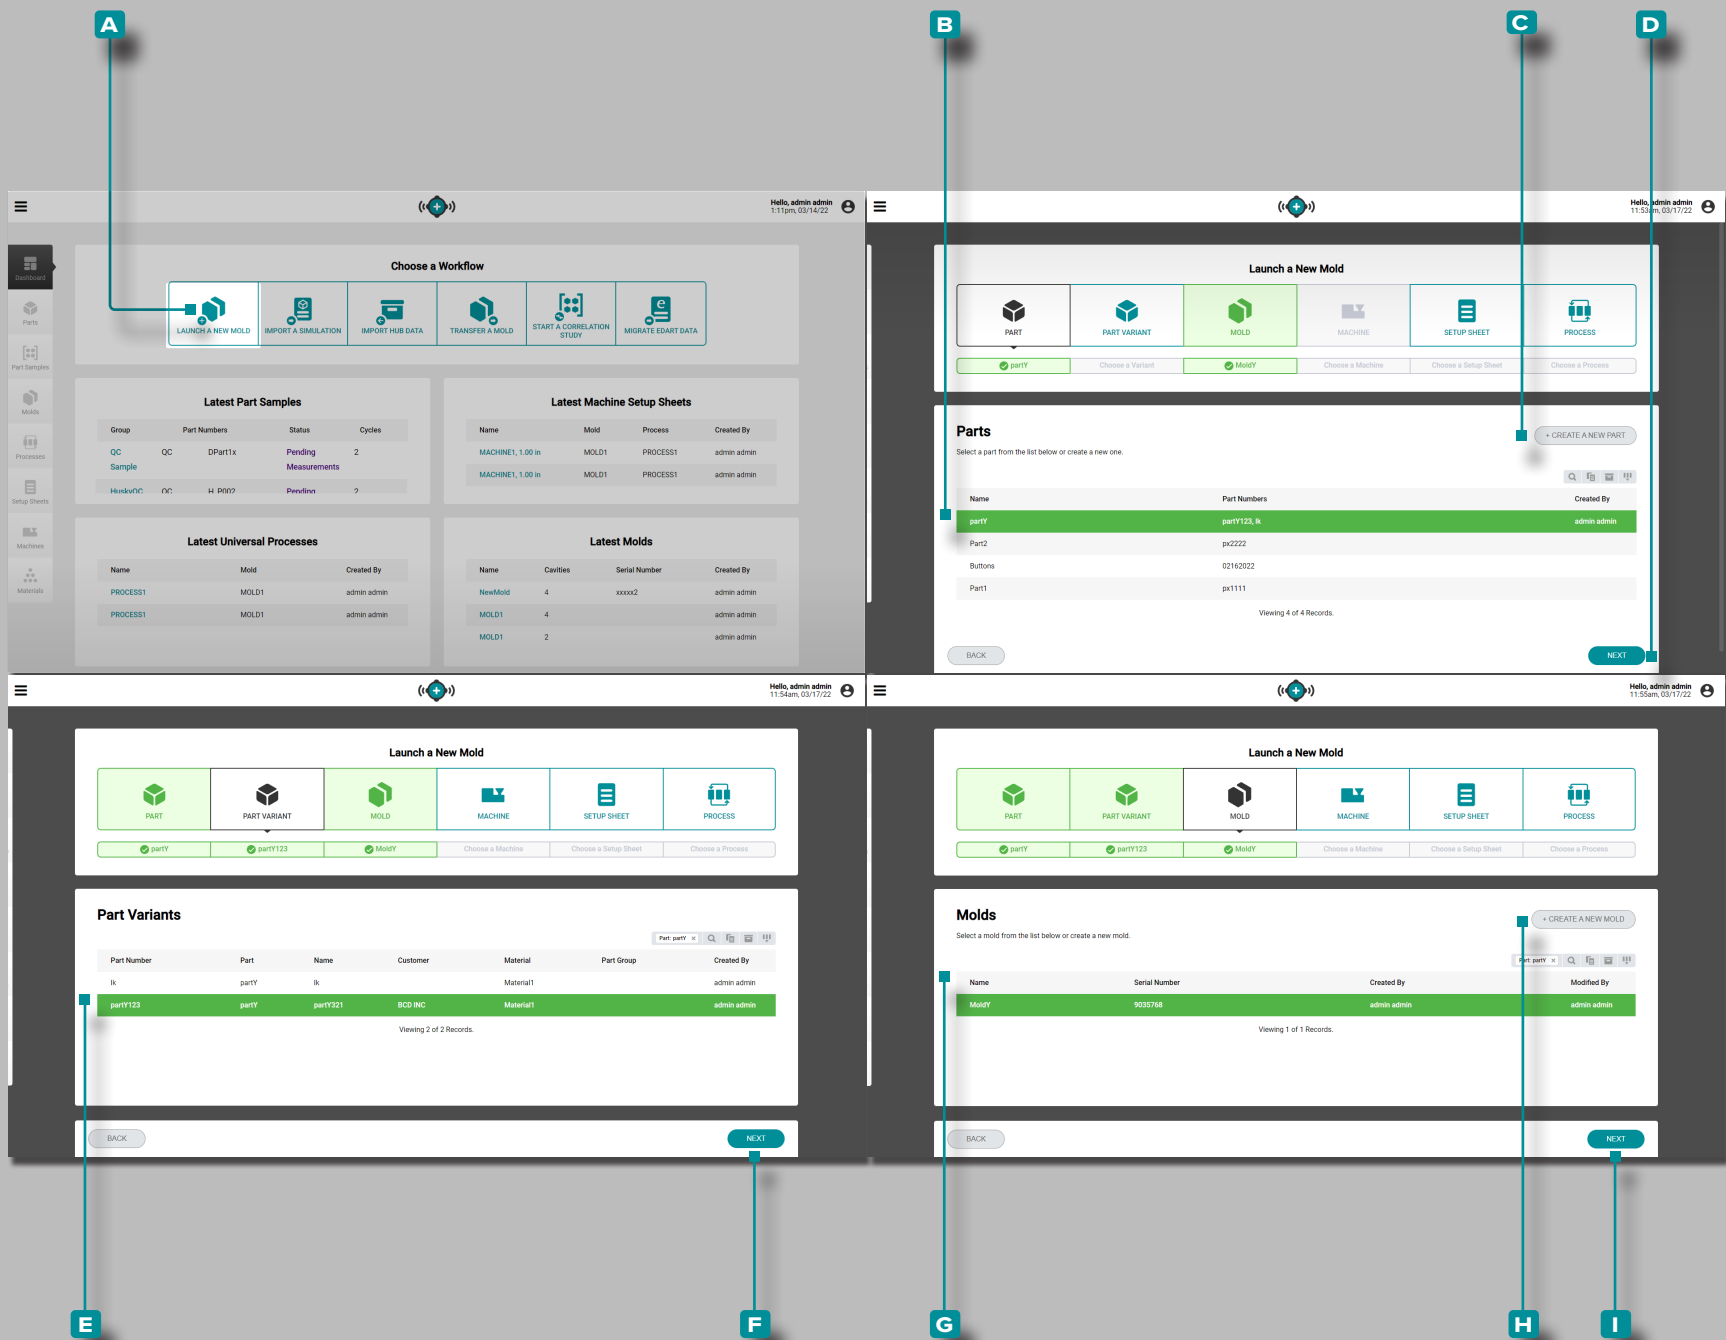 A
B
C
D
Hello, admin admin
1:11pm, 03/14/22
Dashboard
Parts
Part Samples
Molds
Processes
Setup Sheets
Machines
Materials
Choose a Workflow
LAUNCH A NEW MOLD
IMPORT A SIMULATION
IMPORT HUB DATA
TRANSFER A MOLD
START A CORRELATION
STUDY
MIGRATE EDART DATA
Latest Part Samples
Group Part Numbers Status Cycles
QC QC DPart1x Pending 2
Sample Measurements
HuskyQC QC H_P002 Pending 2
Latest Machine Setup Sheets
Name Mold Process Created By
MACHINE1, 1.00 in MOLD1 PROCESS1 admin admin
MACHINE1, 1.00 in MOLD1 PROCESS1 admin admin
Latest Universal Processes
Name Mold Created By
PROCESS1 MOLD1 admin admin
PROCESS1 MOLD1 admin admin
Latest Molds
Name Cavities Serial Number Created By
NewMold 4 xxxxx2 admin admin
MOLD1 4 admin admin
MOLD1 2 admin admin
Hello, admin admin
11:53am, 03/17/22
Launch a New Mold
PART
PART VARIANT
MOLD
MACHINE
SETUP SHEET
PROCESS
partY
Choose a Variant
MoldY
Choose a Machine
Choose a Setup Sheet
Choose a Process
Parts
+ CREATE A NEW PART
Select a part from the list below or create a new one.
Name Part Numbers Created By
partY partY123, lk admin admin
Part2 px2222
Buttons 02162022
Part1 px1111
Viewing 4 of 4 Records.
BACK
NEXT
Hello, admin admin
11:54am, 03/17/22
Launch a New Mold
PART
PART VARIANT
MOLD
MACHINE
SETUP SHEET
PROCESS
partY
partY123
MoldY
Choose a Machine
Choose a Setup Sheet
Choose a Process
Part Variants
Part: partY ×
Part Number Part Name Customer Material Part Group Created By
lk partY lk Material1 admin admin
partY123 partY partY321 BCD INC Material1 admin admin
Viewing 2 of 2 Records.
BACK
NEXT
Hello, admin admin
11:55am, 03/17/22
Launch a New Mold
PART
PART VARIANT
MOLD
MACHINE
SETUP SHEET
PROCESS
partY
partY123
MoldY
Choose a Machine
Choose a Setup Sheet
Choose a Process
Molds
+ CREATE A NEW MOLD
Select a mold from the list below or create a new mold.
Part: partY ×
Name Serial Number Created By Modified By
MoldY 9035768 admin admin admin admin
Viewing 1 of 1 Records.
BACK
NEXT
E
F
G
H
I